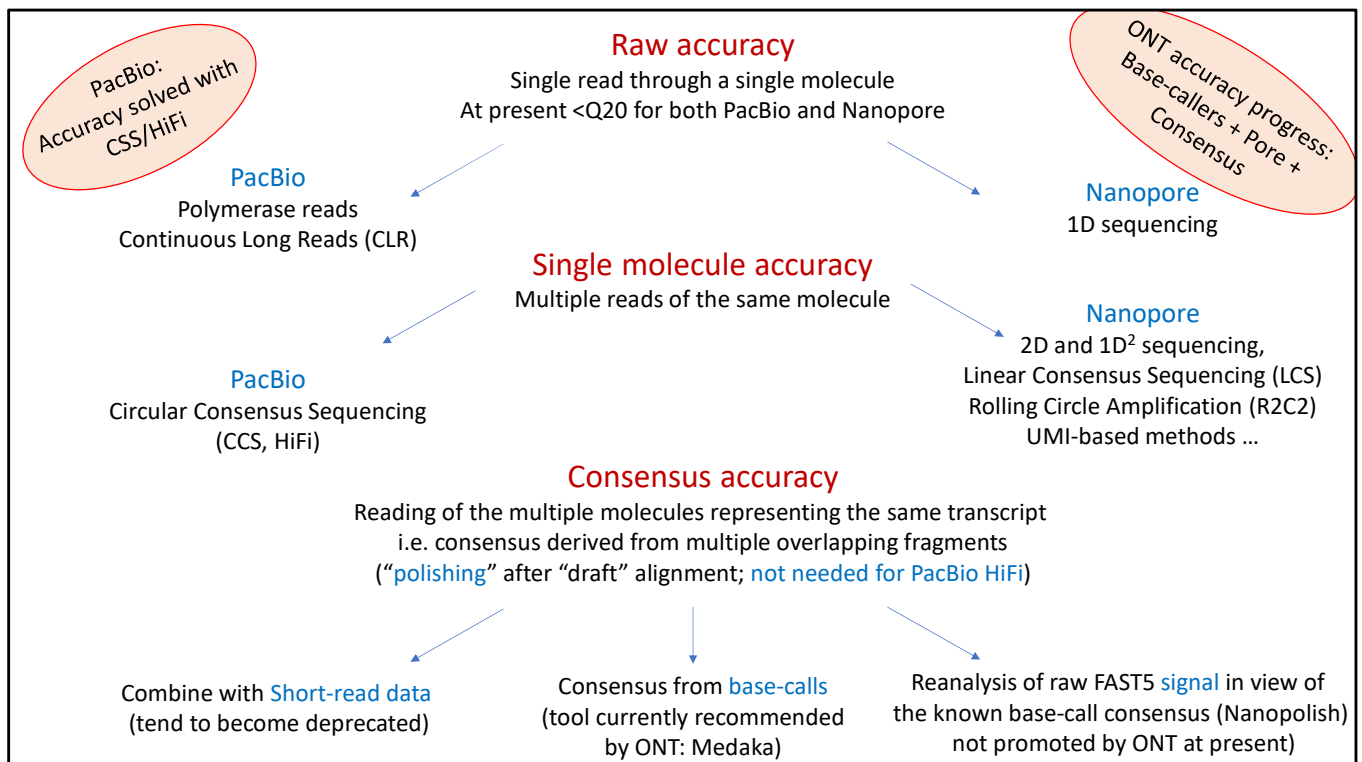 PacBio:
Accuracy solved with
CSS/HiFi
Raw accuracy
Single read through a single molecule
At present <Q20 for both PacBio and Nanopore
ONT accuracy progress:
Base-callers + Pore +
Consensus
PacBio
Polymerase reads
Continuous Long Reads (CLR)
Nanopore
1D sequencing
Single molecule accuracy
Multiple reads of the same molecule
PacBio
Circular Consensus Sequencing
(CCS, HiFi)
Nanopore
2D and 1D² sequencing,
Linear Consensus Sequencing (LCS)
Rolling Circle Amplification (R2C2)
UMI-based methods …
Consensus accuracy
Reading of the multiple molecules representing the same transcript
i.e. consensus derived from multiple overlapping fragments
(“polishing” after “draft” alignment; not needed for PacBio HiFi)
Combine with Short-read data
(tend to become deprecated)
Consensus from base-calls
(tool currently recommended
by ONT: Medaka)
Reanalysis of raw FAST5 signal in view of
the known base-call consensus (Nanopolish)
not promoted by ONT at present)